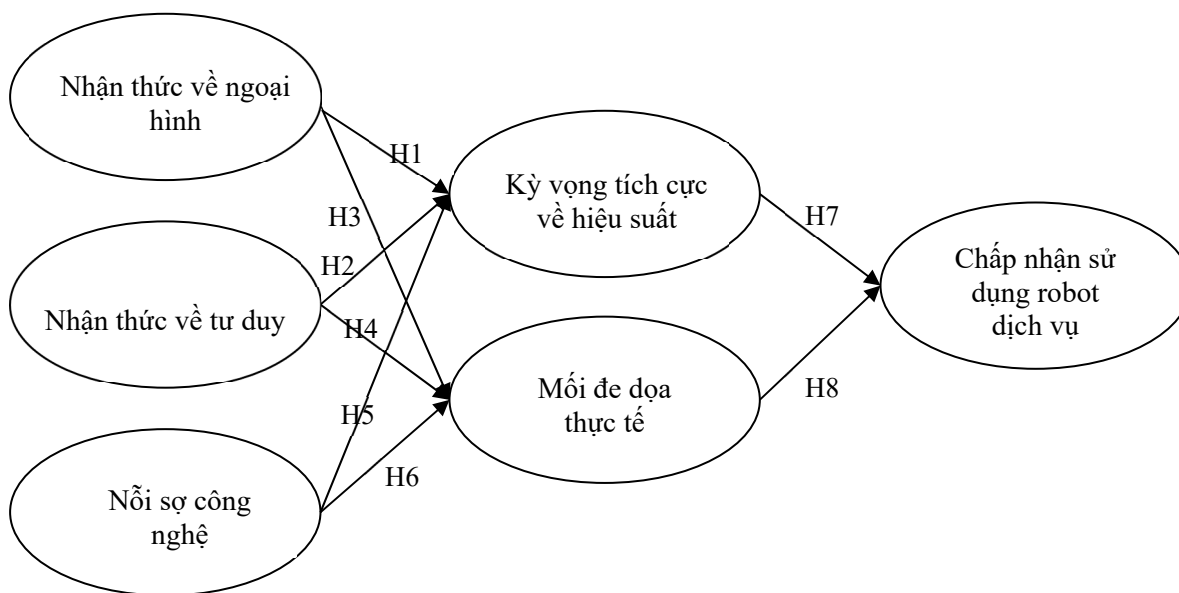 Nhận thức về ngoại
hình
H1
Kỳ vọng tích cực
về hiệu suất
H3
H7
H2
Chấp nhận sử
dụng robot
dịch vụ
Nhận thức về tư duy
H4
Mối đe dọa
thực tế
H8
H5
H6
Nỗi sợ công
nghệ